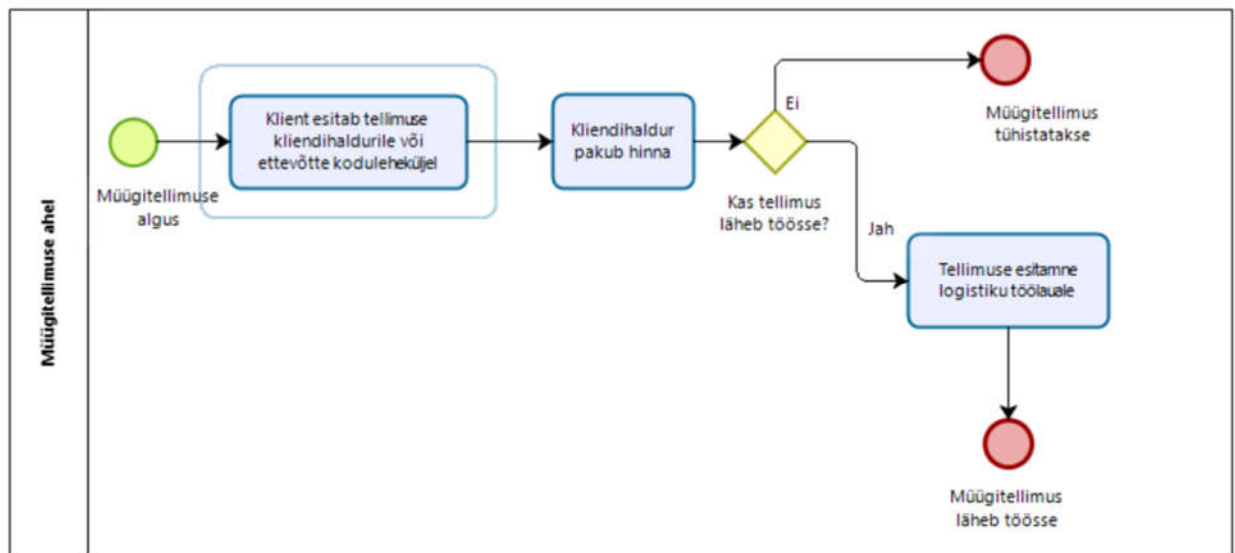 Müügitellimuse ahel
Müügitellimuse
algus
Klient esitab tellimuse
kliendihaldurile või
ettevõtte koduleheküljel
Kliendihaldur
pakub hinna
Kas tellimus
läheb töösse?
Ei
Müügitellimus
tühistatakse
Jah
Tellimuse esitamne
logistiku töölauale
Müügitellimus
läheb töösse